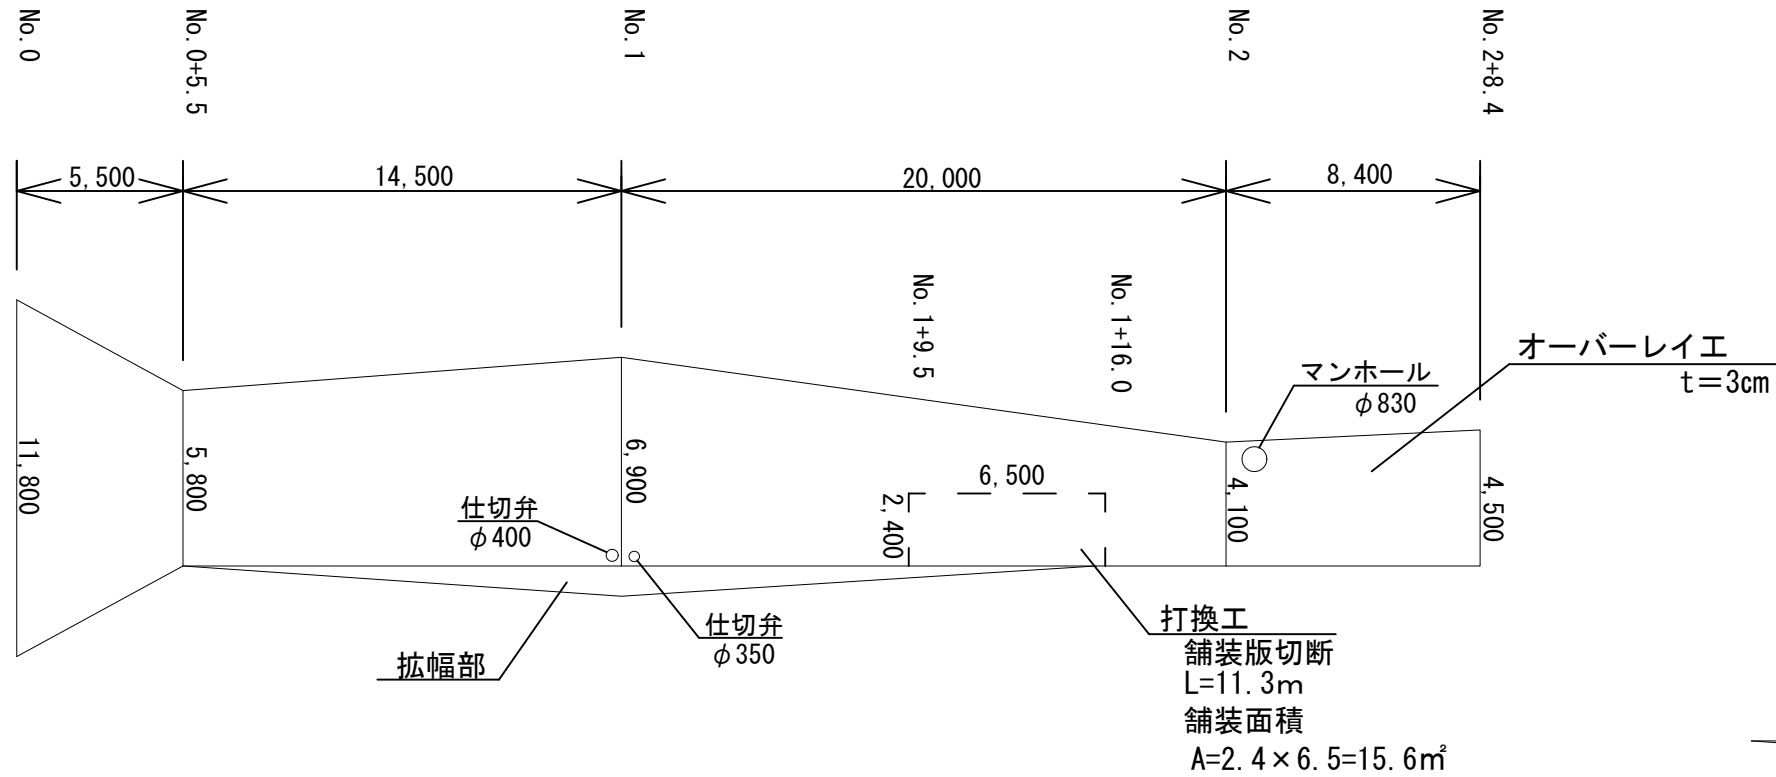 No.0
No.0+5.5
No.1
No.2
No.2+8.4
5,500
14,500
20,000
8,400
No.1+9.5
No.1+16.0
オーバーレイ工
t=3cm
マンホール
φ830
11,800
5,800
6,900
6,500
2,400
4,100
4,500
仕切弁
φ400
仕切弁
φ350
拡幅部
打換工
舗装版切断
L=11.3m
舗装面積
A=2.4×6.5=15.6㎡